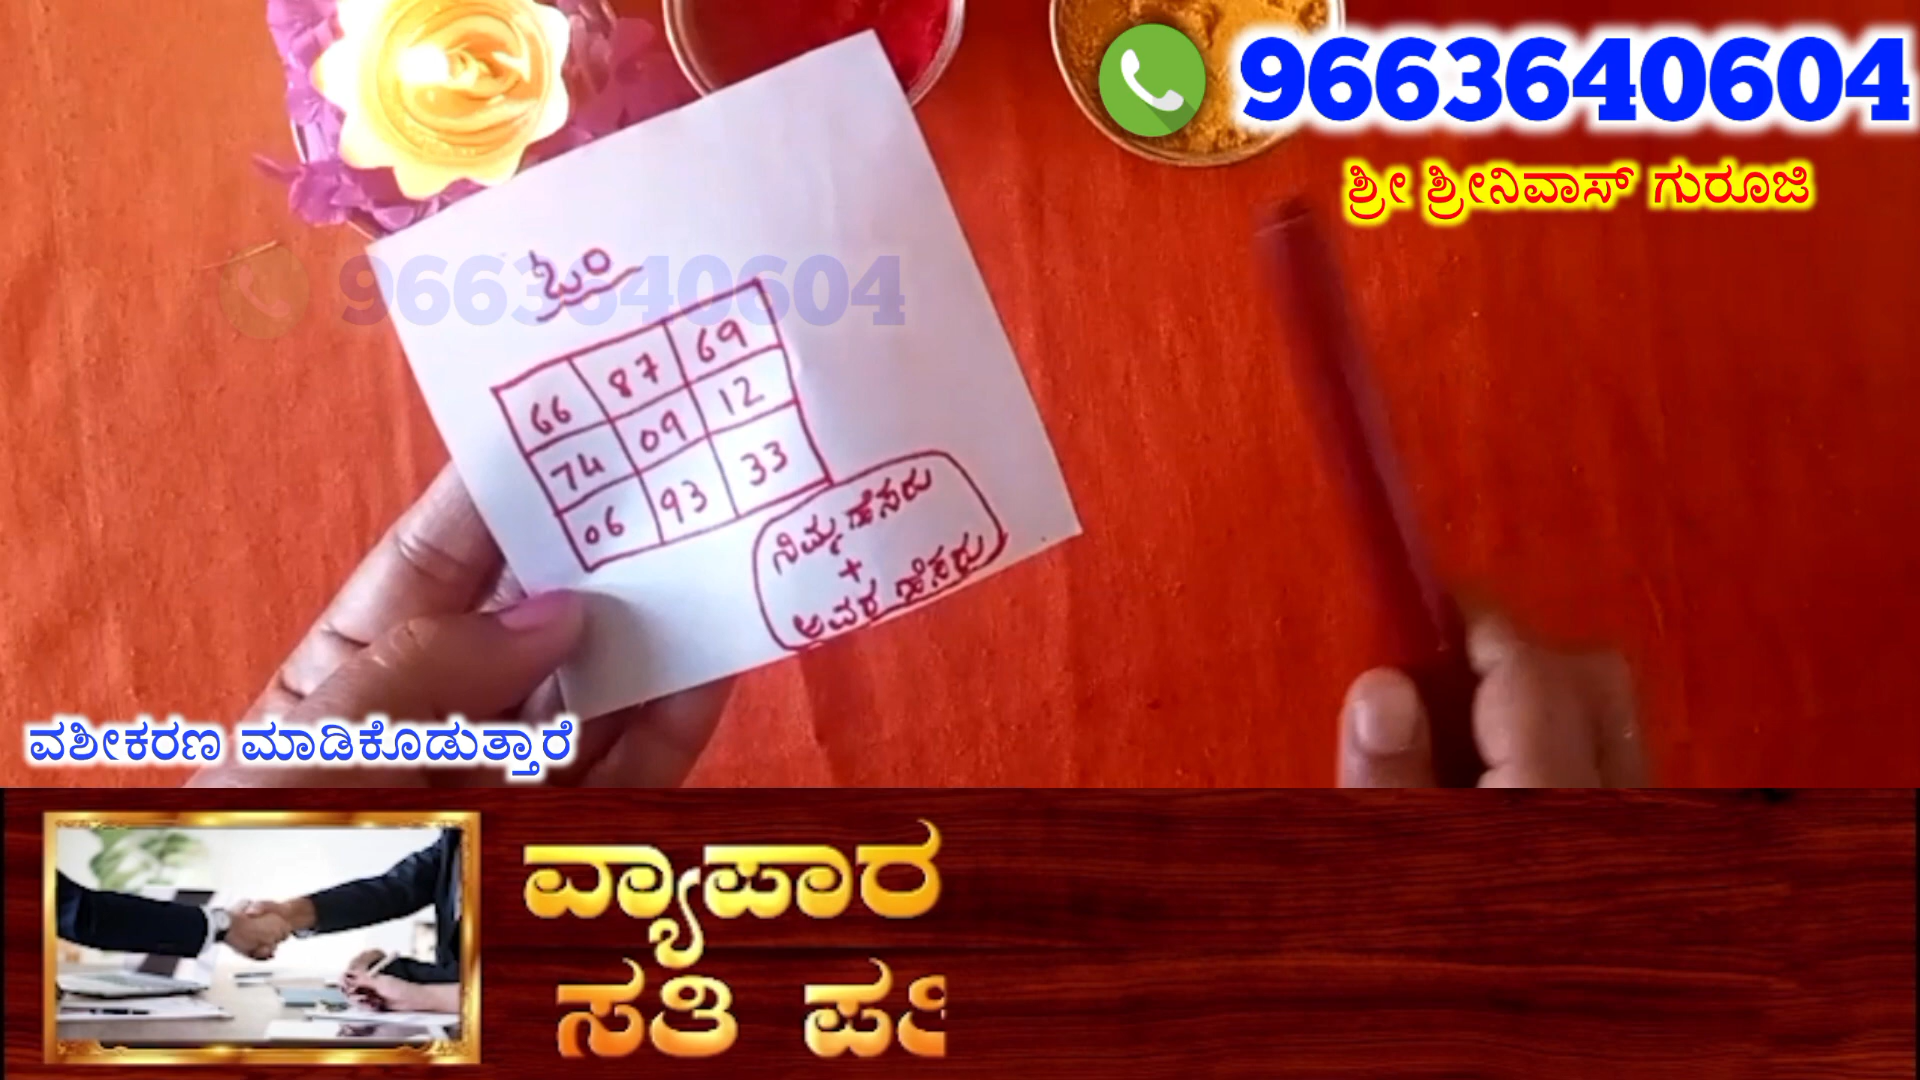 9663640604
ಶ್ರೀ ಶ್ರೀನಿವಾಸ್ ಗುರೂಜಿ
ಓಂ
9663640604
66 87 69
74 09 12
06 93 33
ನಿಮ್ಮ ಹೆಸರು
+
ಅವರ ಹೆಸರು
ವಶೀಕರಣ ಮಾಡಿಕೊಡುತ್ತಾರೆ
ವ್ಯಾಪಾರ
ಸತಿ ಪತಿ